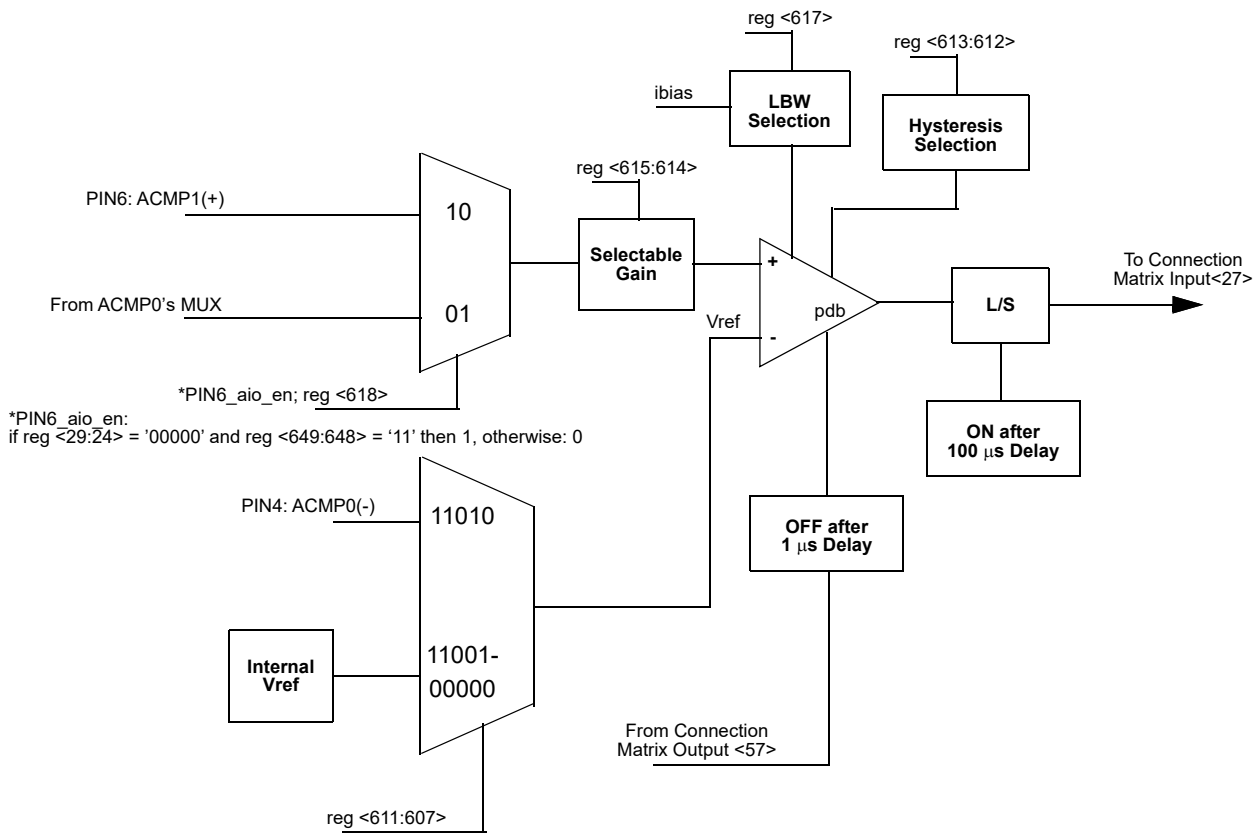 reg <617>
reg <613:612>
ibias
LBW
Selection
Hysteresis
Selection
reg <615:614>
PIN6: ACMP1(+)
10
Selectable
Gain
+
To Connection
Matrix Input<27>
From ACMP0’s MUX
01
Vref
pdb
-
L/S
*PIN6_aio_en; reg <618>
*PIN6_aio_en:
if reg <29:24> = ’00000’ and reg <649:648> = ‘11’ then 1, otherwise: 0
ON after
100 μs Delay
PIN4: ACMP0(-)
11010
OFF after
1 μs Delay
Internal
Vref
11001-
00000
From Connection
Matrix Output <57>
reg <611:607>